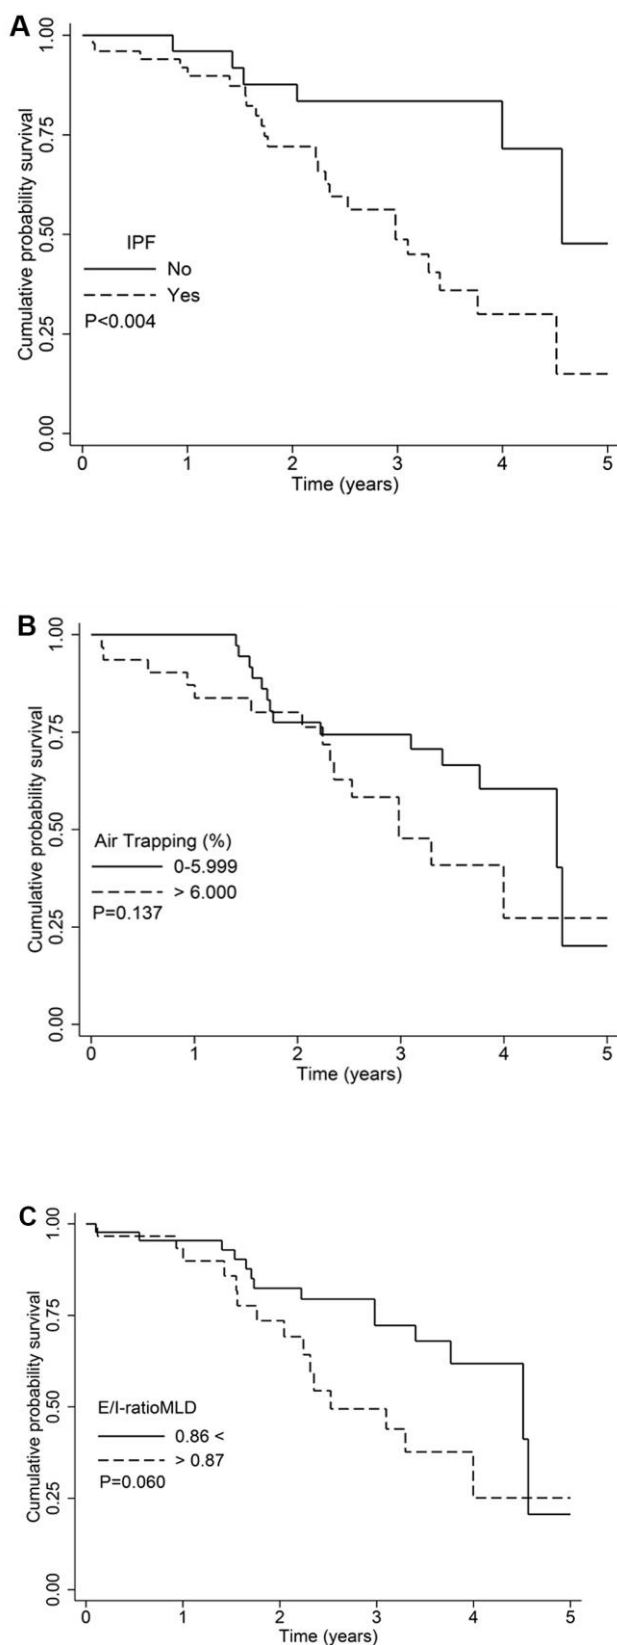 A
Cumulative probability survival
1.00
0.75
0.50
0.25
0.00
IPF
No
Yes
P<0.004
0 1 2 3 4 5
Time (years)
B
Cumulative probability survival
1.00
0.75
0.50
0.25
0.00
Air Trapping (%)
0-5.999
> 6.000
P=0.137
0 1 2 3 4 5
Time (years)
C
Cumulative probability survival
1.00
0.75
0.50
0.25
0.00
E/I-ratioMLD
0.86 <
> 0.87
P=0.060
0 1 2 3 4 5
Time (years)